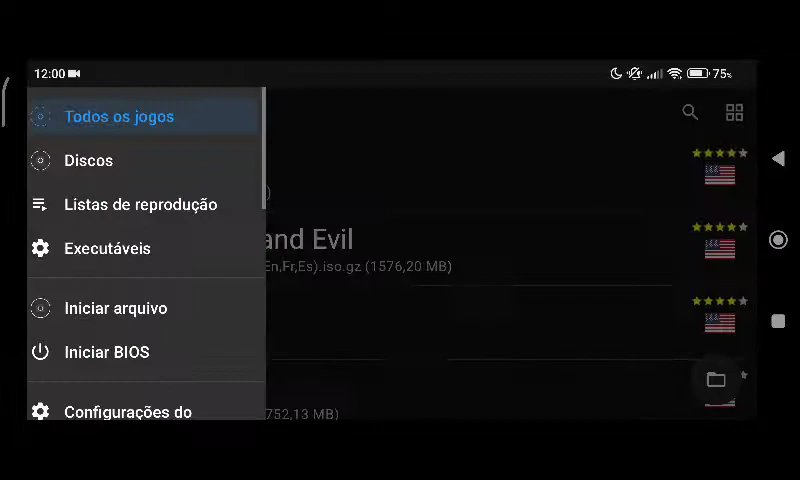 12:00
75%
Todos os jogos
Discos
Listas de reprodução
)
Executáveis
and Evil
En,Fr,Es).iso.gz (1576,20 MB)
Iniciar arquivo
Iniciar BIOS
Configurações do
752,13 MB)